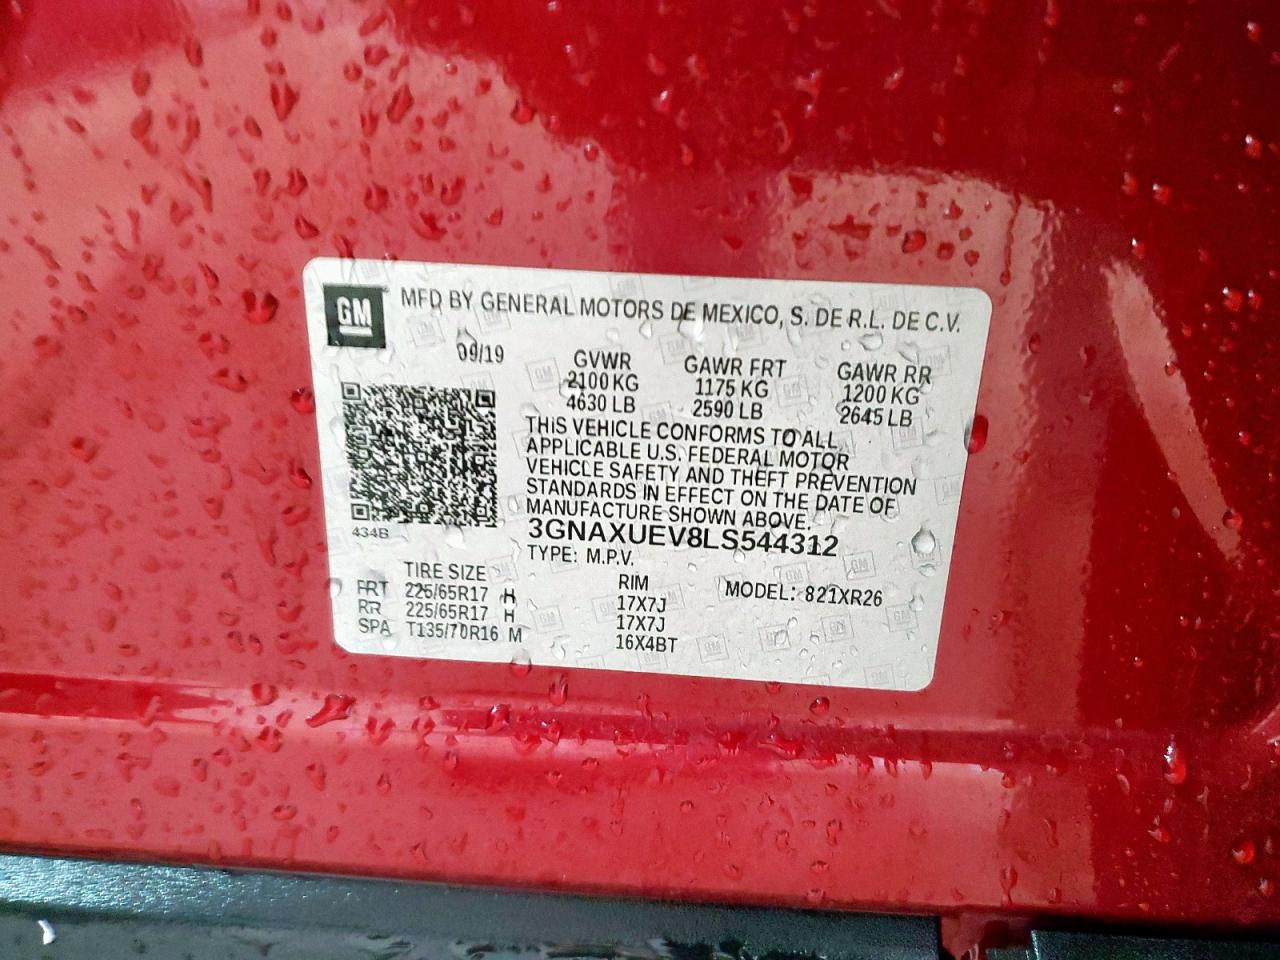 GM
MFD BY GENERAL MOTORS DE MEXICO, S. DE R.L. DE C.V.
09/19 GVWR GAWR FRT GAWR RR
2100 KG 1175 KG 1200 KG
4630 LB 2590 LB 2645 LB
THIS VEHICLE CONFORMS TO ALL
APPLICABLE U.S. FEDERAL MOTOR
VEHICLE SAFETY AND THEFT PREVENTION
STANDARDS IN EFFECT ON THE DATE OF
MANUFACTURE SHOWN ABOVE.
434B
3GNAXUEV8LS544312
TYPE: M.P.V.
TIRE SIZE RIM MODEL: 821XR26
FRT 225/65R17 H 17X7J
RR 225/65R17 H 17X7J
SPA T135/70R16 M 16X4BT